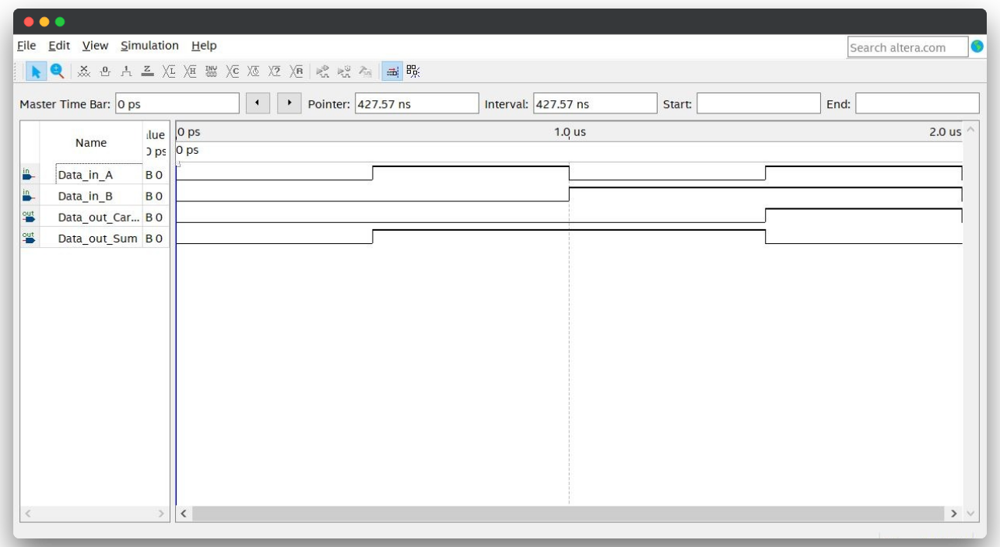 File Edit View Simulation Help
Search altera.com
Master Time Bar: 0 ps Pointer: 427.57 ns Interval: 427.57 ns Start: End:
Name
0 ps 1.0 us 2.0 us
0 ps
in Data_in_A B 0
in Data_in_B B 0
out Data_out_Car... B 0
out Data_out_Sum B 0